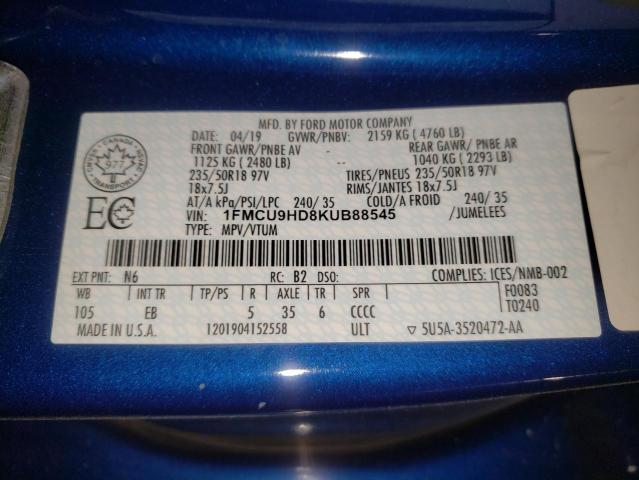 MFD. BY FORD MOTOR COMPANY
DATE: 04/19 GVWR/PNBV: 2159 KG ( 4760 LB)
FRONT GAWR/PNBE AV -- REAR GAWR/ PNBE AR
1125 KG ( 2480 LB) -- 1040 KG ( 2293 LB)
235/50R18 97V TIRES/PNEUS 235/50R18 97V
18x7.5J RIMS/JANTES 18x7.5J
AT/A kPa/PSI/LPC 240/ 35 COLD/A FROID 240/ 35
VIN: 1FMCU9HD8KUB88545 /JUMELEES
TYPE: MPV/VTUM
CANADA
977
TRANSPORT
EC
EXT PNT: N6 RC: B2 DSO: COMPLIES: ICES/NMB-002
WB INT TR TP/PS R AXLE TR SPR F0083
105 EB 5 35 6 CCCC T0240
MADE IN U.S.A. 1201904152558 ULT ▽ 5U5A-3520472-AA